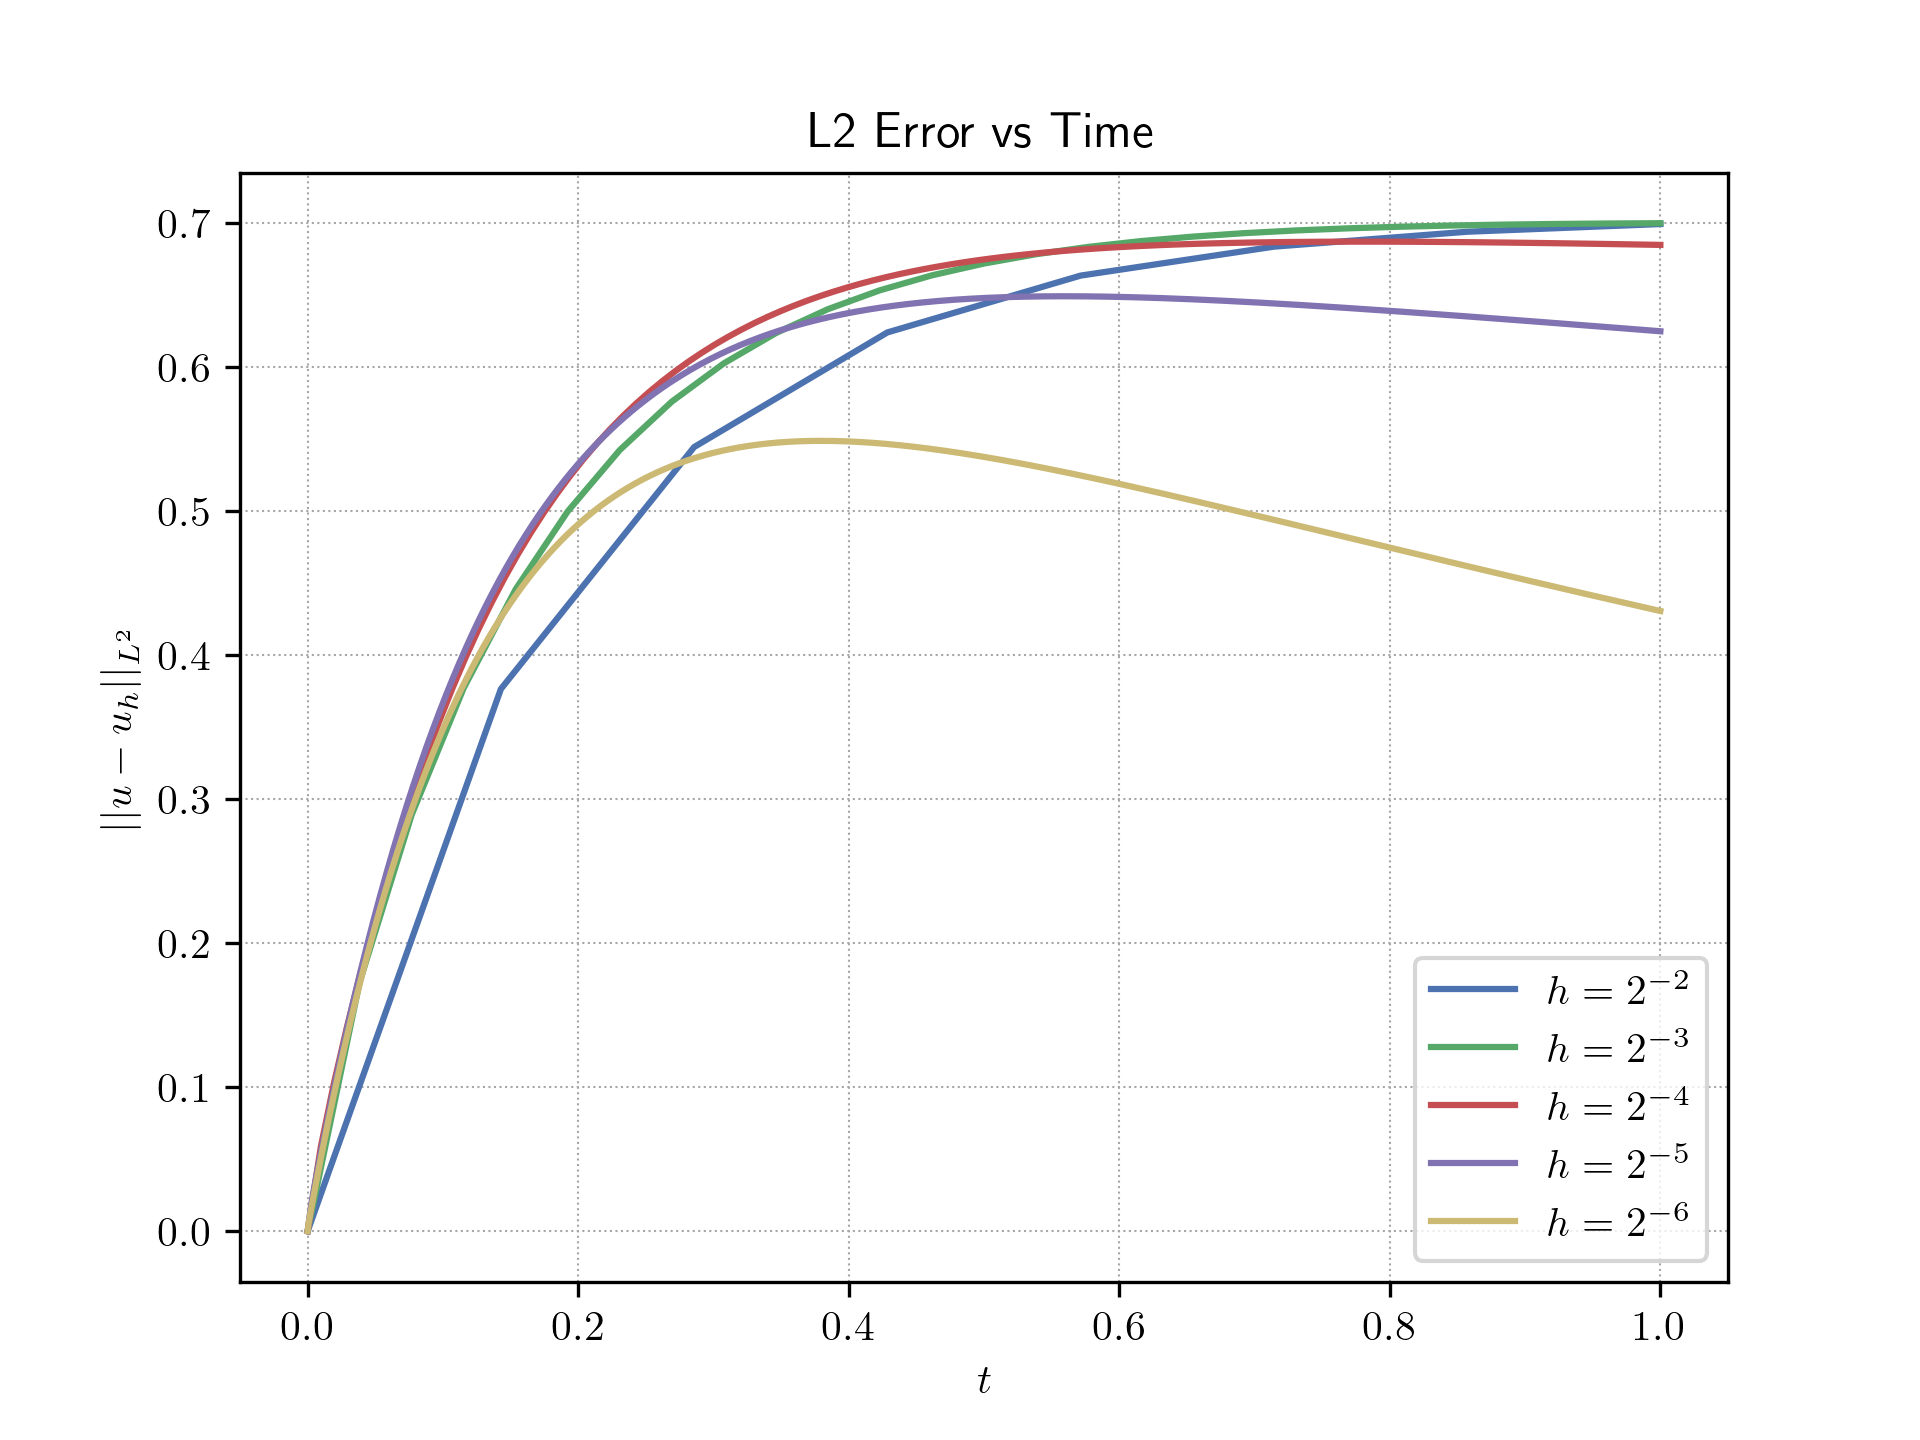 L2 Error vs Time
||u − u_h||_{L^2}
0.7
0.6
0.5
0.4
0.3
0.2
0.1
0.0
h = 2^{−2}
h = 2^{−3}
h = 2^{−4}
h = 2^{−5}
h = 2^{−6}
0.0 0.2 0.4 0.6 0.8 1.0
t